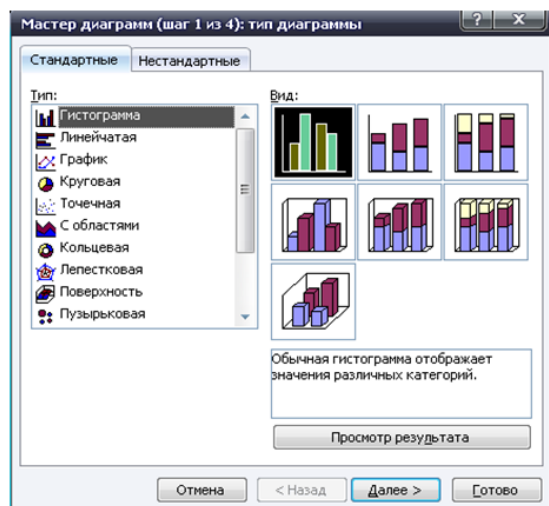 Мастер диаграмм (шаг 1 из 4): тип диаграммы
? X
Стандартные Нестандартные
Тип:
Гистограмма
Линейчатая
График
Круговая
Точечная
С областями
Кольцевая
Лепестковая
Поверхность
Пузырьковая
Вид:
Обычная гистограмма отображает
значения различных категорий.
Просмотр результата
Отмена < Назад Далее > Готово